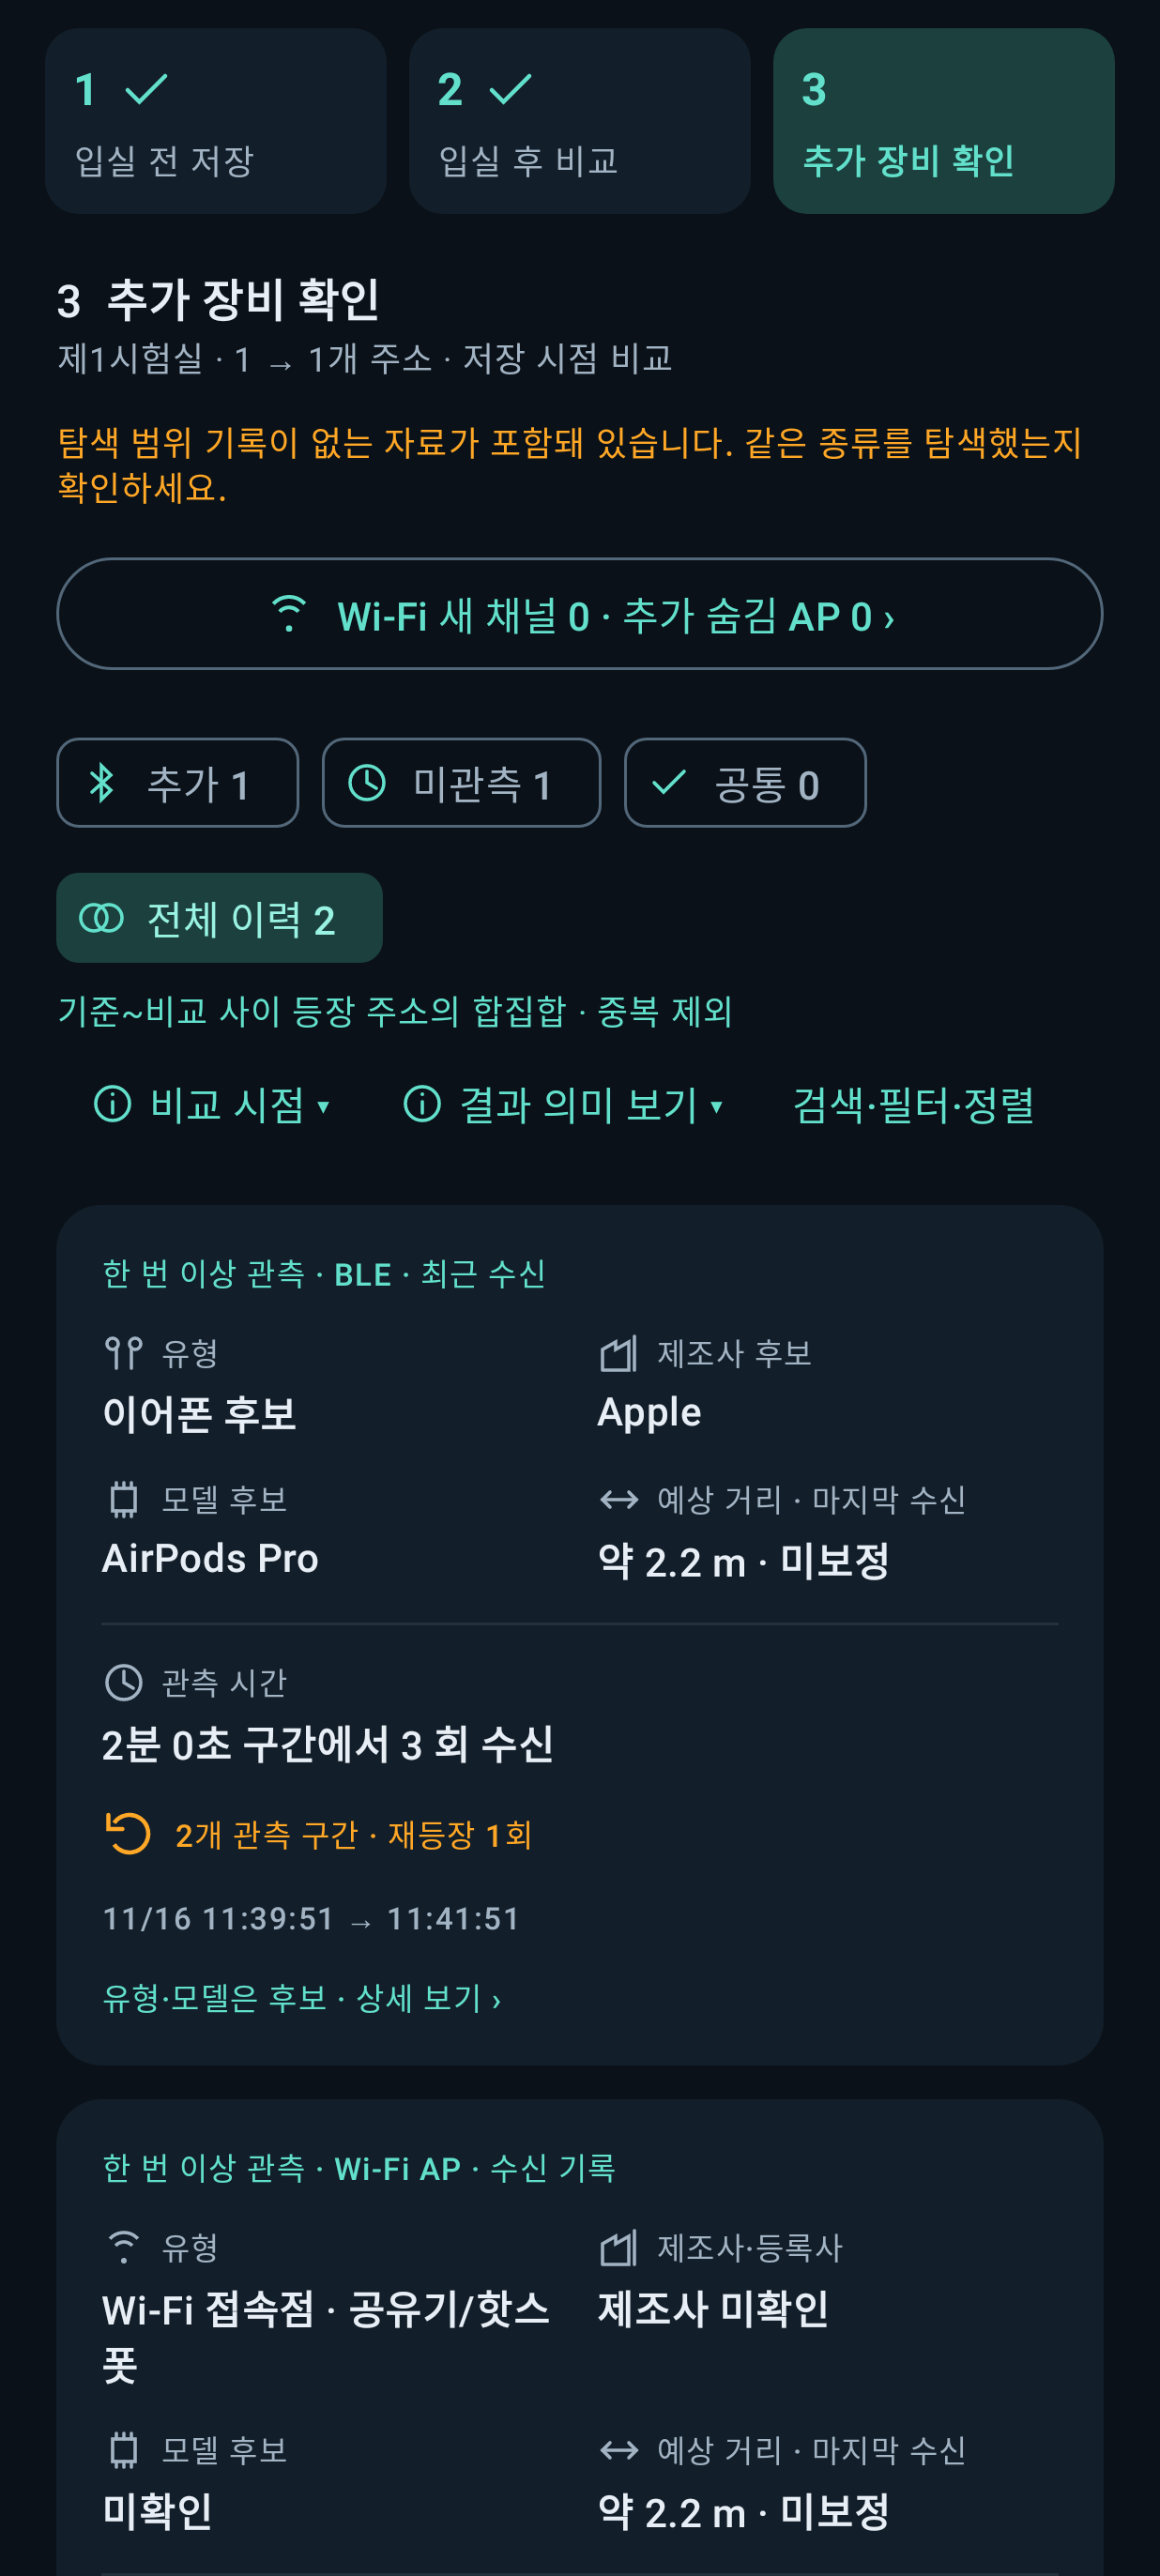 1
입실 전 저장
2
입실 후 비교
3
추가 장비 확인
3 추가 장비 확인
제1시험실 · 1 → 1개 주소 · 저장 시점 비교
탐색 범위 기록이 없는 자료가 포함돼 있습니다. 같은 종류를 탐색했는지
확인하세요.
Wi-Fi 새 채널 0 · 추가 숨김 AP 0 ›
추가 1
미관측 1
공통 0
전체 이력 2
기준~비교 사이 등장 주소의 합집합 · 중복 제외
비교 시점 ▾
결과 의미 보기 ▾
검색·필터·정렬
한 번 이상 관측 · BLE · 최근 수신
유형
이어폰 후보
제조사 후보
Apple
모델 후보
AirPods Pro
예상 거리 · 마지막 수신
약 2.2 m · 미보정
관측 시간
2분 0초 구간에서 3 회 수신
2개 관측 구간 · 재등장 1회
11/16 11:39:51 → 11:41:51
유형·모델은 후보 · 상세 보기 ›
한 번 이상 관측 · Wi-Fi AP · 수신 기록
유형
Wi-Fi 접속점 · 공유기/핫스
폿
제조사·등록사
제조사 미확인
모델 후보
미확인
예상 거리 · 마지막 수신
약 2.2 m · 미보정